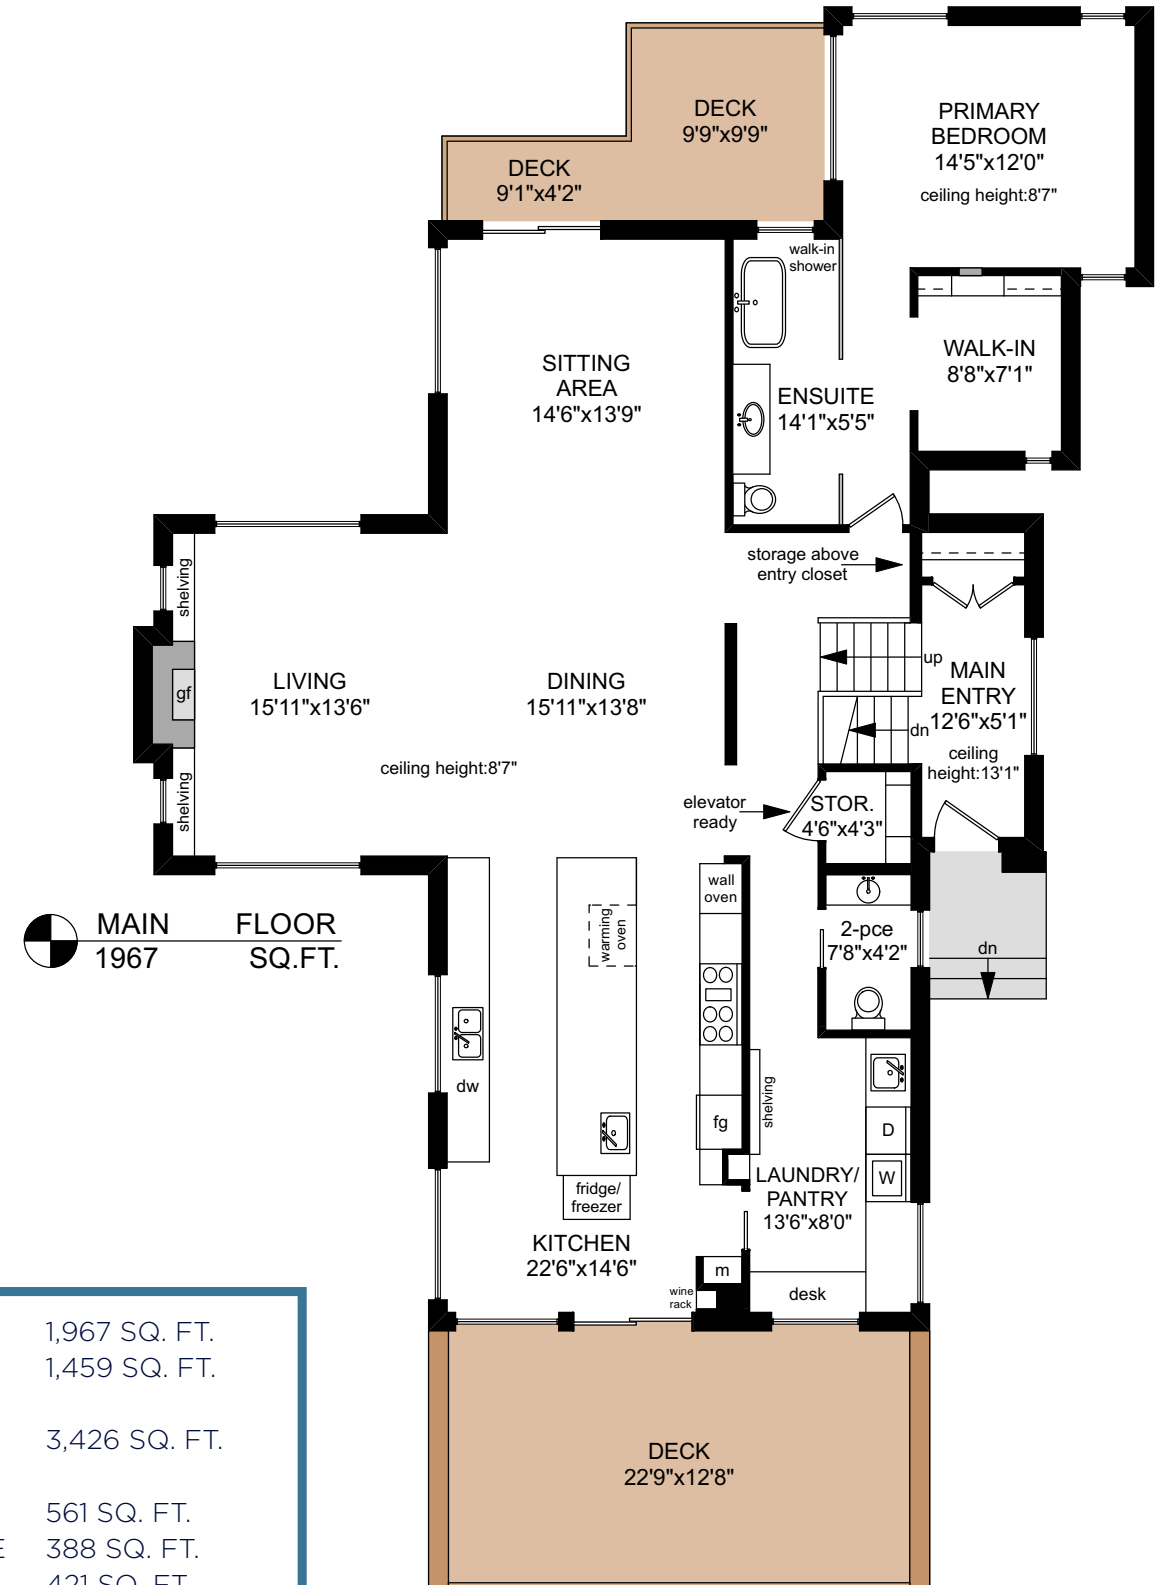 DECK
9'9"x9'9"
DECK
9'1"x4'2"
PRIMARY
BEDROOM
14'5"x12'0"
ceiling height:8'7"
walk-in
shower
SITTING
AREA
14'6"x13'9"
ENSUITE
14'1"x5'5"
WALK-IN
8'8"x7'1"
storage above
entry closet
shelving
gf
shelving
LIVING
15'11"x13'6"
DINING
15'11"x13'8"
ceiling height:8'7"
up
dn
MAIN
ENTRY
12'6"x5'1"
ceiling
height:13'1"
elevator
ready
STOR.
4'6"x4'3"
MAIN FLOOR
1967 SQ.FT.
wall
oven
warming
oven
2-pce
7'8"x4'2"
dn
dw
fg
shelving
D
W
LAUNDRY/
PANTRY
13'6"x8'0"
fridge/
freezer
KITCHEN
22'6"x14'6"
m
wine
rack
desk
DECK
22'9"x12'8"
1,967 SQ. FT.
1,459 SQ. FT.
3,426 SQ. FT.
561 SQ. FT.
E 388 SQ. FT.
421 SQ. FT.